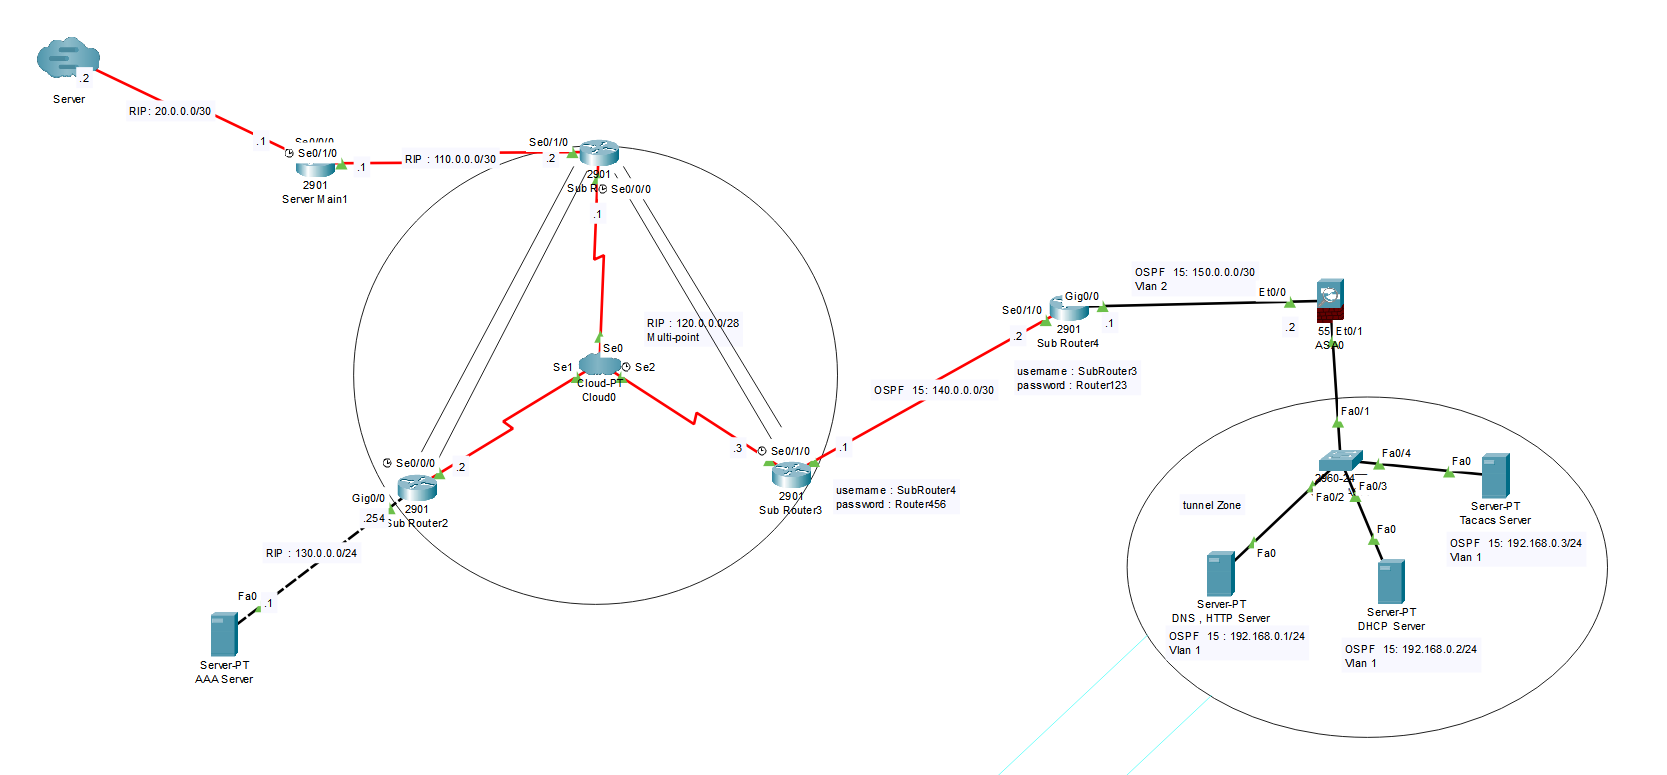 .2
Server
RIP : 20.0.0.0/30
.1
Se0/1/0
.1
2901
Server Main1
RIP : 110.0.0.0/30
Se0/1/0
.2
2901
Sub
Se0/0/0
.1
RIP : 120.0.0.0/28
Multi-point
Se0
Se1
Se2
Cloud-PT
Cloud0
Se0/0/0
.2
Gig0/0
.254
2901
Sub Router2
RIP : 130.0.0.0/24
Fa0
.1
Server-PT
AAA Server
.3
Se0/1/0
.1
2901
Sub Router3
username : SubRouter4
password : Router456
OSPF 15: 140.0.0.0/30
Se0/1/0
.2
Gig0/0
.1
2901
Sub Router4
username : SubRouter3
password : Router123
OSPF 15: 150.0.0.0/30
Vlan 2
Et0/0
.2
Et0/1
ASA0
Fa0/1
Fa0/4
Fa0
2960-24
Fa0/3
Fa0/2
Server-PT
Tacacs Server
OSPF 15: 192.168.0.3/24
Vlan 1
tunnel Zone
Fa0
Fa0
Server-PT
DNS , HTTP Server
OSPF 15 : 192.168.0.1/24
Vlan 1
Server-PT
DHCP Server
OSPF 15: 192.168.0.2/24
Vlan 1